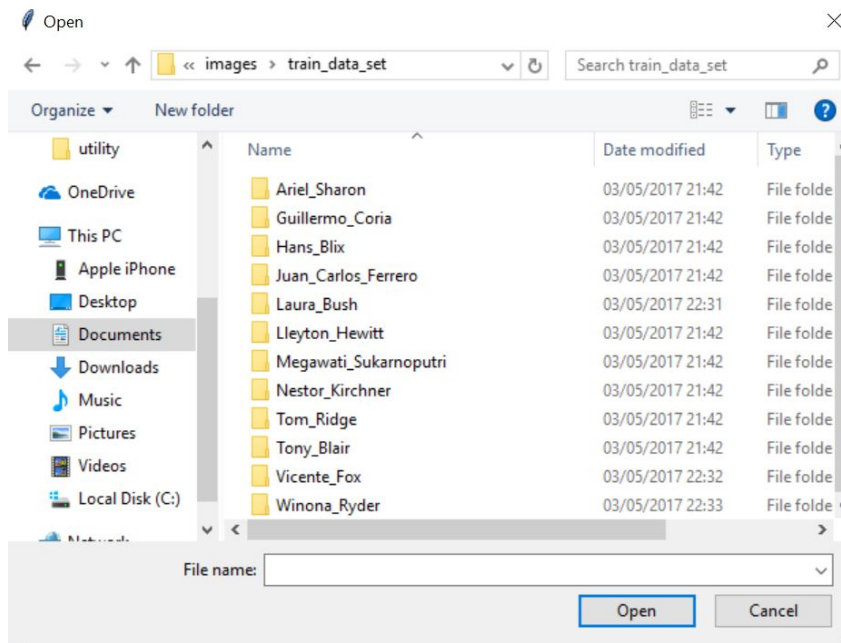 Open
« images > train_data_set
Search train_data_set
Organize
New folder
Name
Date modified
Type
utility
OneDrive
This PC
Apple iPhone
Desktop
Documents
Downloads
Music
Pictures
Videos
Local Disk (C:)
Ariel_Sharon 03/05/2017 21:42 File folde
Guillermo_Coria 03/05/2017 21:42 File folde
Hans_Blix 03/05/2017 21:42 File folde
Juan_Carlos_Ferrero 03/05/2017 21:42 File folde
Laura_Bush 03/05/2017 22:31 File folde
Lleyton_Hewitt 03/05/2017 21:42 File folde
Megawati_Sukarnoputri 03/05/2017 21:42 File folde
Nestor_Kirchner 03/05/2017 21:42 File folde
Tom_Ridge 03/05/2017 21:42 File folde
Tony_Blair 03/05/2017 21:42 File folde
Vicente_Fox 03/05/2017 22:32 File folde
Winona_Ryder 03/05/2017 22:33 File folde
File name:
Open
Cancel